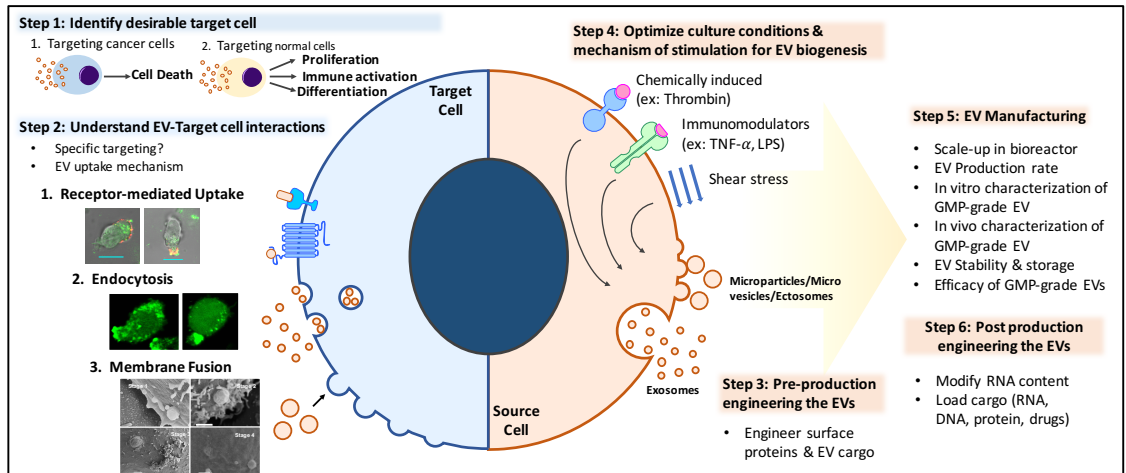 Step 1: Identify desirable target cell
1. Targeting cancer cells
Cell Death
2. Targeting normal cells
Proliferation
Immune activation
Differentiation
Step 2: Understand EV-Target cell interactions
• Specific targeting?
• EV uptake mechanism
1. Receptor-mediated Uptake
2. Endocytosis
3. Membrane Fusion
Stage 1
Stage 2
Stage 3
Stage 4
Target
Cell
Source
Cell
Step 4: Optimize culture conditions &
mechanism of stimulation for EV biogenesis
Chemically induced
(ex: Thrombin)
Immunomodulators
(ex: TNF-α, LPS)
Shear stress
Microparticles/Micro
vesicles/Ectosomes
Exosomes
Step 3: Pre-production
engineering the EVs
• Engineer surface
proteins & EV cargo
Step 5: EV Manufacturing
• Scale-up in bioreactor
• EV Production rate
• In vitro characterization of
GMP-grade EV
• In vivo characterization of
GMP-grade EV
• EV Stability & storage
• Efficacy of GMP-grade EVs
Step 6: Post production
engineering the EVs
• Modify RNA content
• Load cargo (RNA,
DNA, protein, drugs)